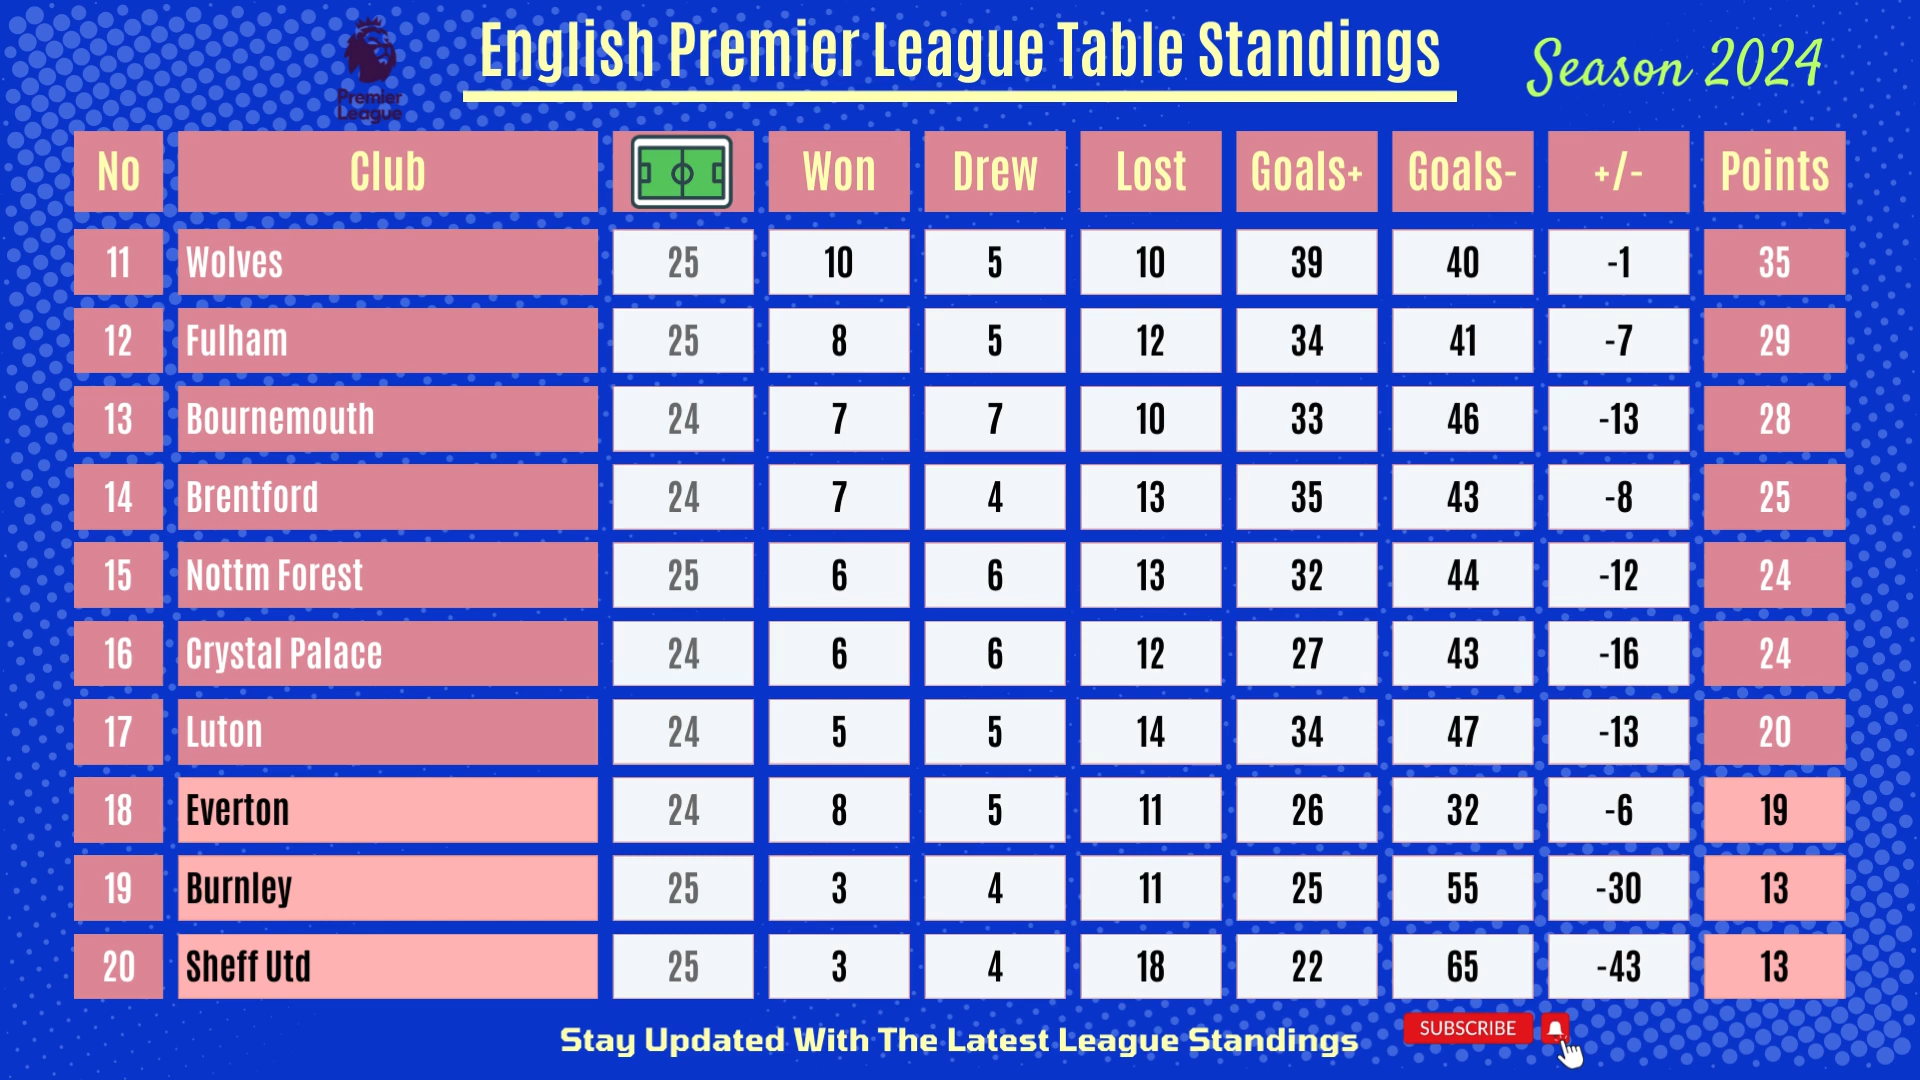 Premier
League
English Premier League Table Standings
Season 2024
No Club Won Drew Lost Goals+ Goals- +/- Points
11 Wolves 25 10 5 10 39 40 -1 35
12 Fulham 25 8 5 12 34 41 -7 29
13 Bournemouth 24 7 7 10 33 46 -13 28
14 Brentford 24 7 4 13 35 43 -8 25
15 Nottm Forest 25 6 6 13 32 44 -12 24
16 Crystal Palace 24 6 6 12 27 43 -16 24
17 Luton 24 5 5 14 34 47 -13 20
18 Everton 24 8 5 11 26 32 -6 19
19 Burnley 25 3 4 11 25 55 -30 13
20 Sheff Utd 25 3 4 18 22 65 -43 13
Stay Updated With The Latest League Standings
SUBSCRIBE